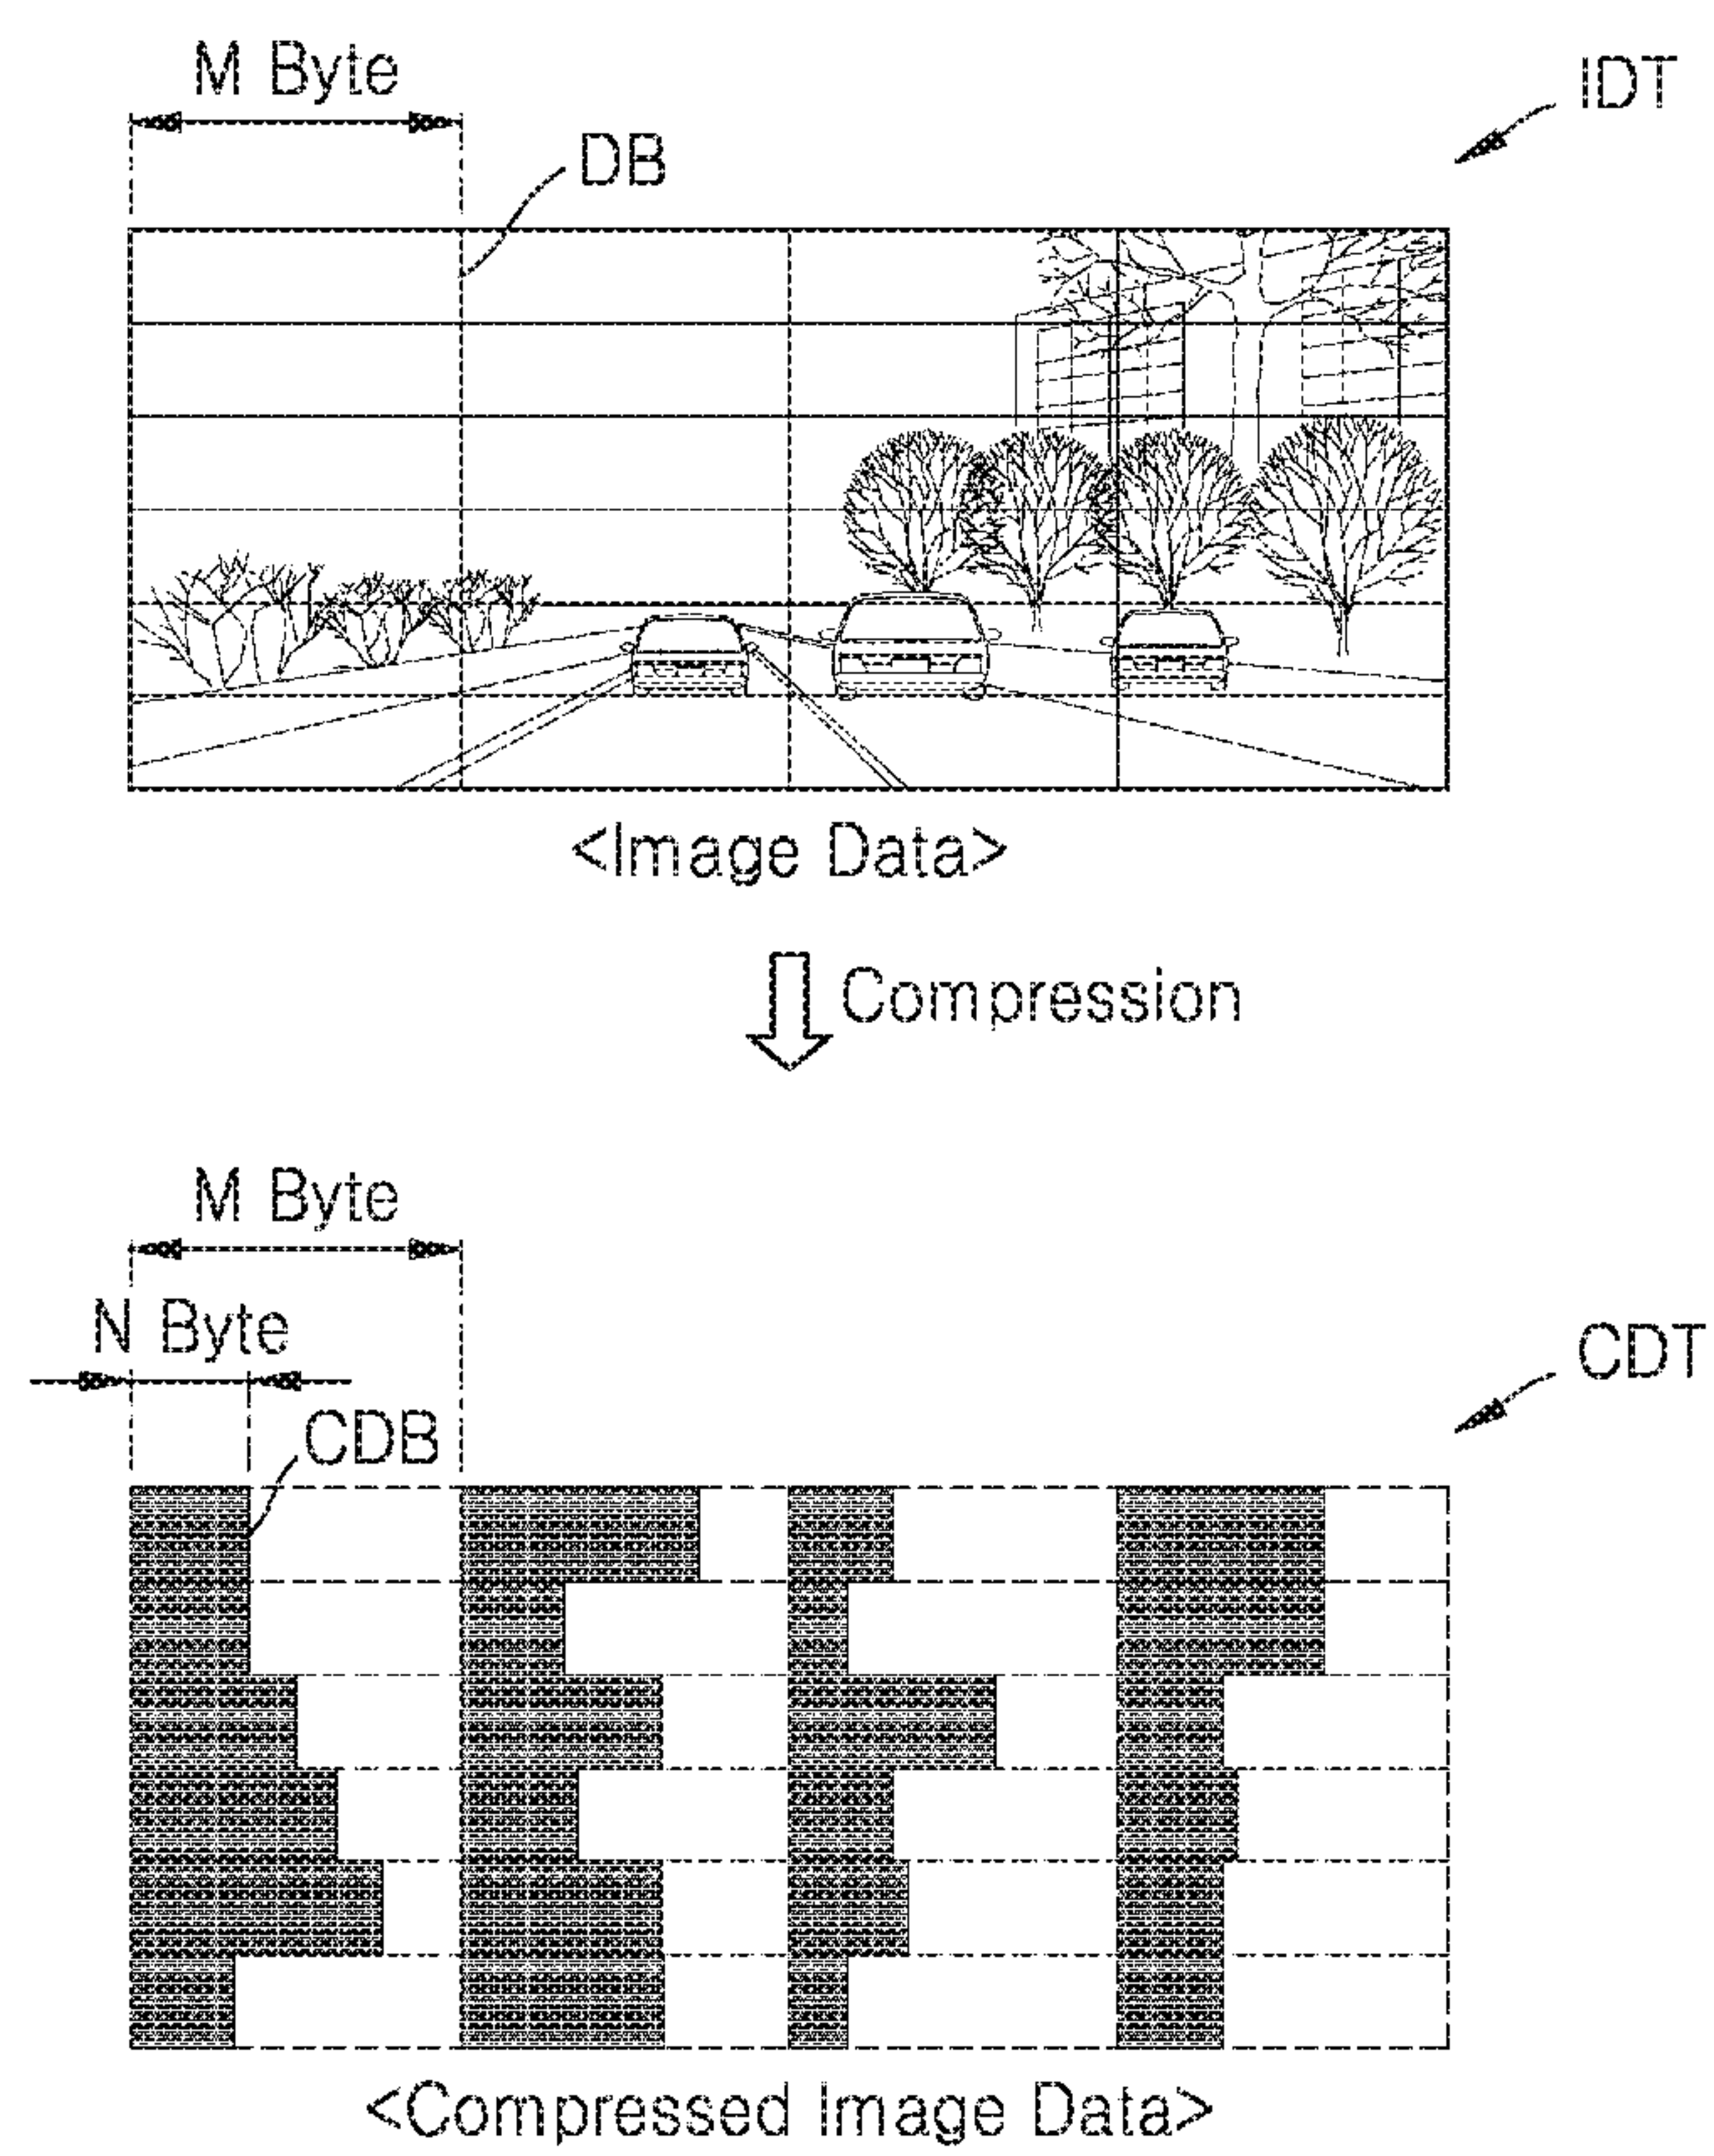 M Byte
IDT
DB
<Image Data>
Compression
M Byte
N Byte
CDT
CDB
<Compressed Image Data>